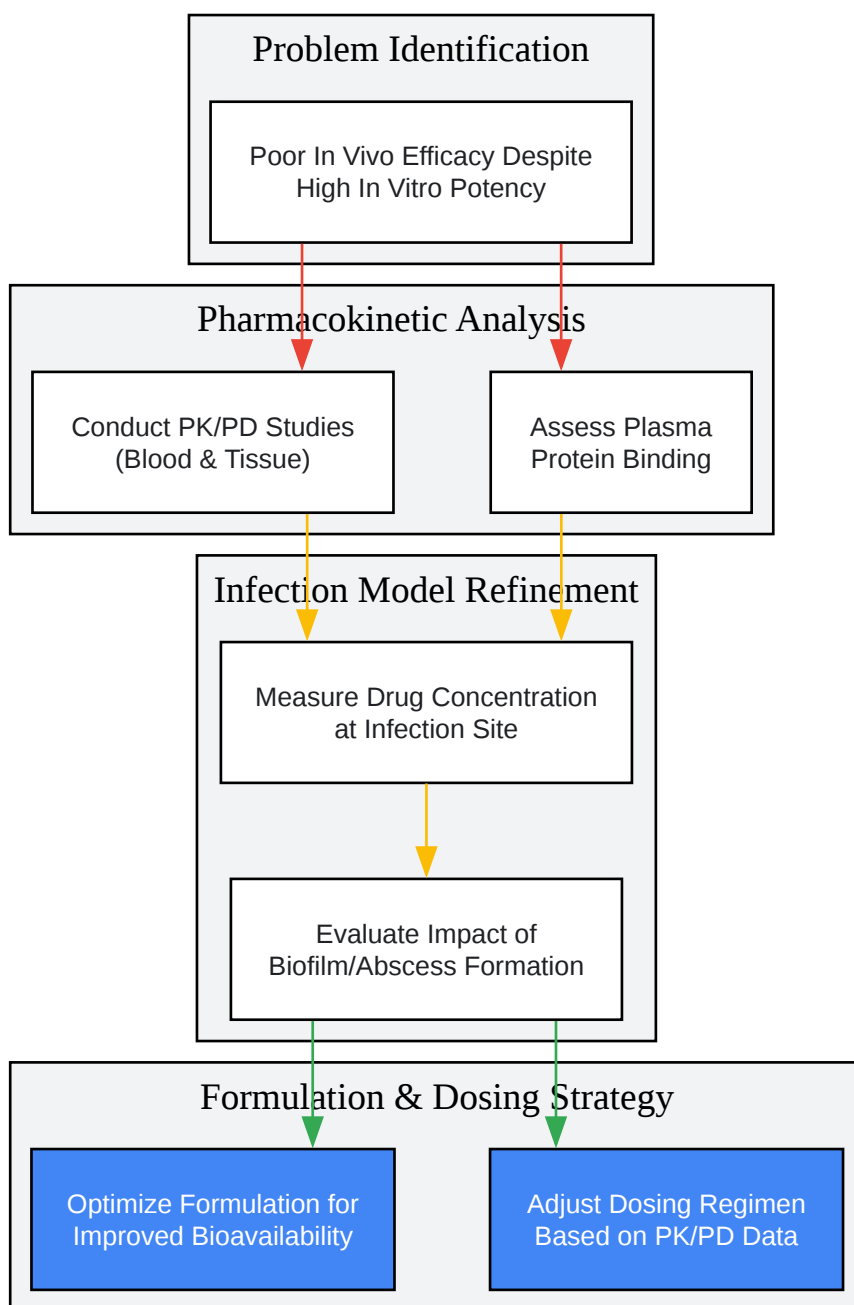 Problem Identification
Poor In Vivo Efficacy Despite
High In Vitro Potency
Pharmacokinetic Analysis
Conduct PK/PD Studies
(Blood & Tissue)
Assess Plasma
Protein Binding
Infection Model Refinement
Measure Drug Concentration
at Infection Site
Evaluate Impact of
Biofilm/Abscess Formation
Formulation & Dosing Strategy
Optimize Formulation for
Improved Bioavailability
Adjust Dosing Regimen
Based on PK/PD Data